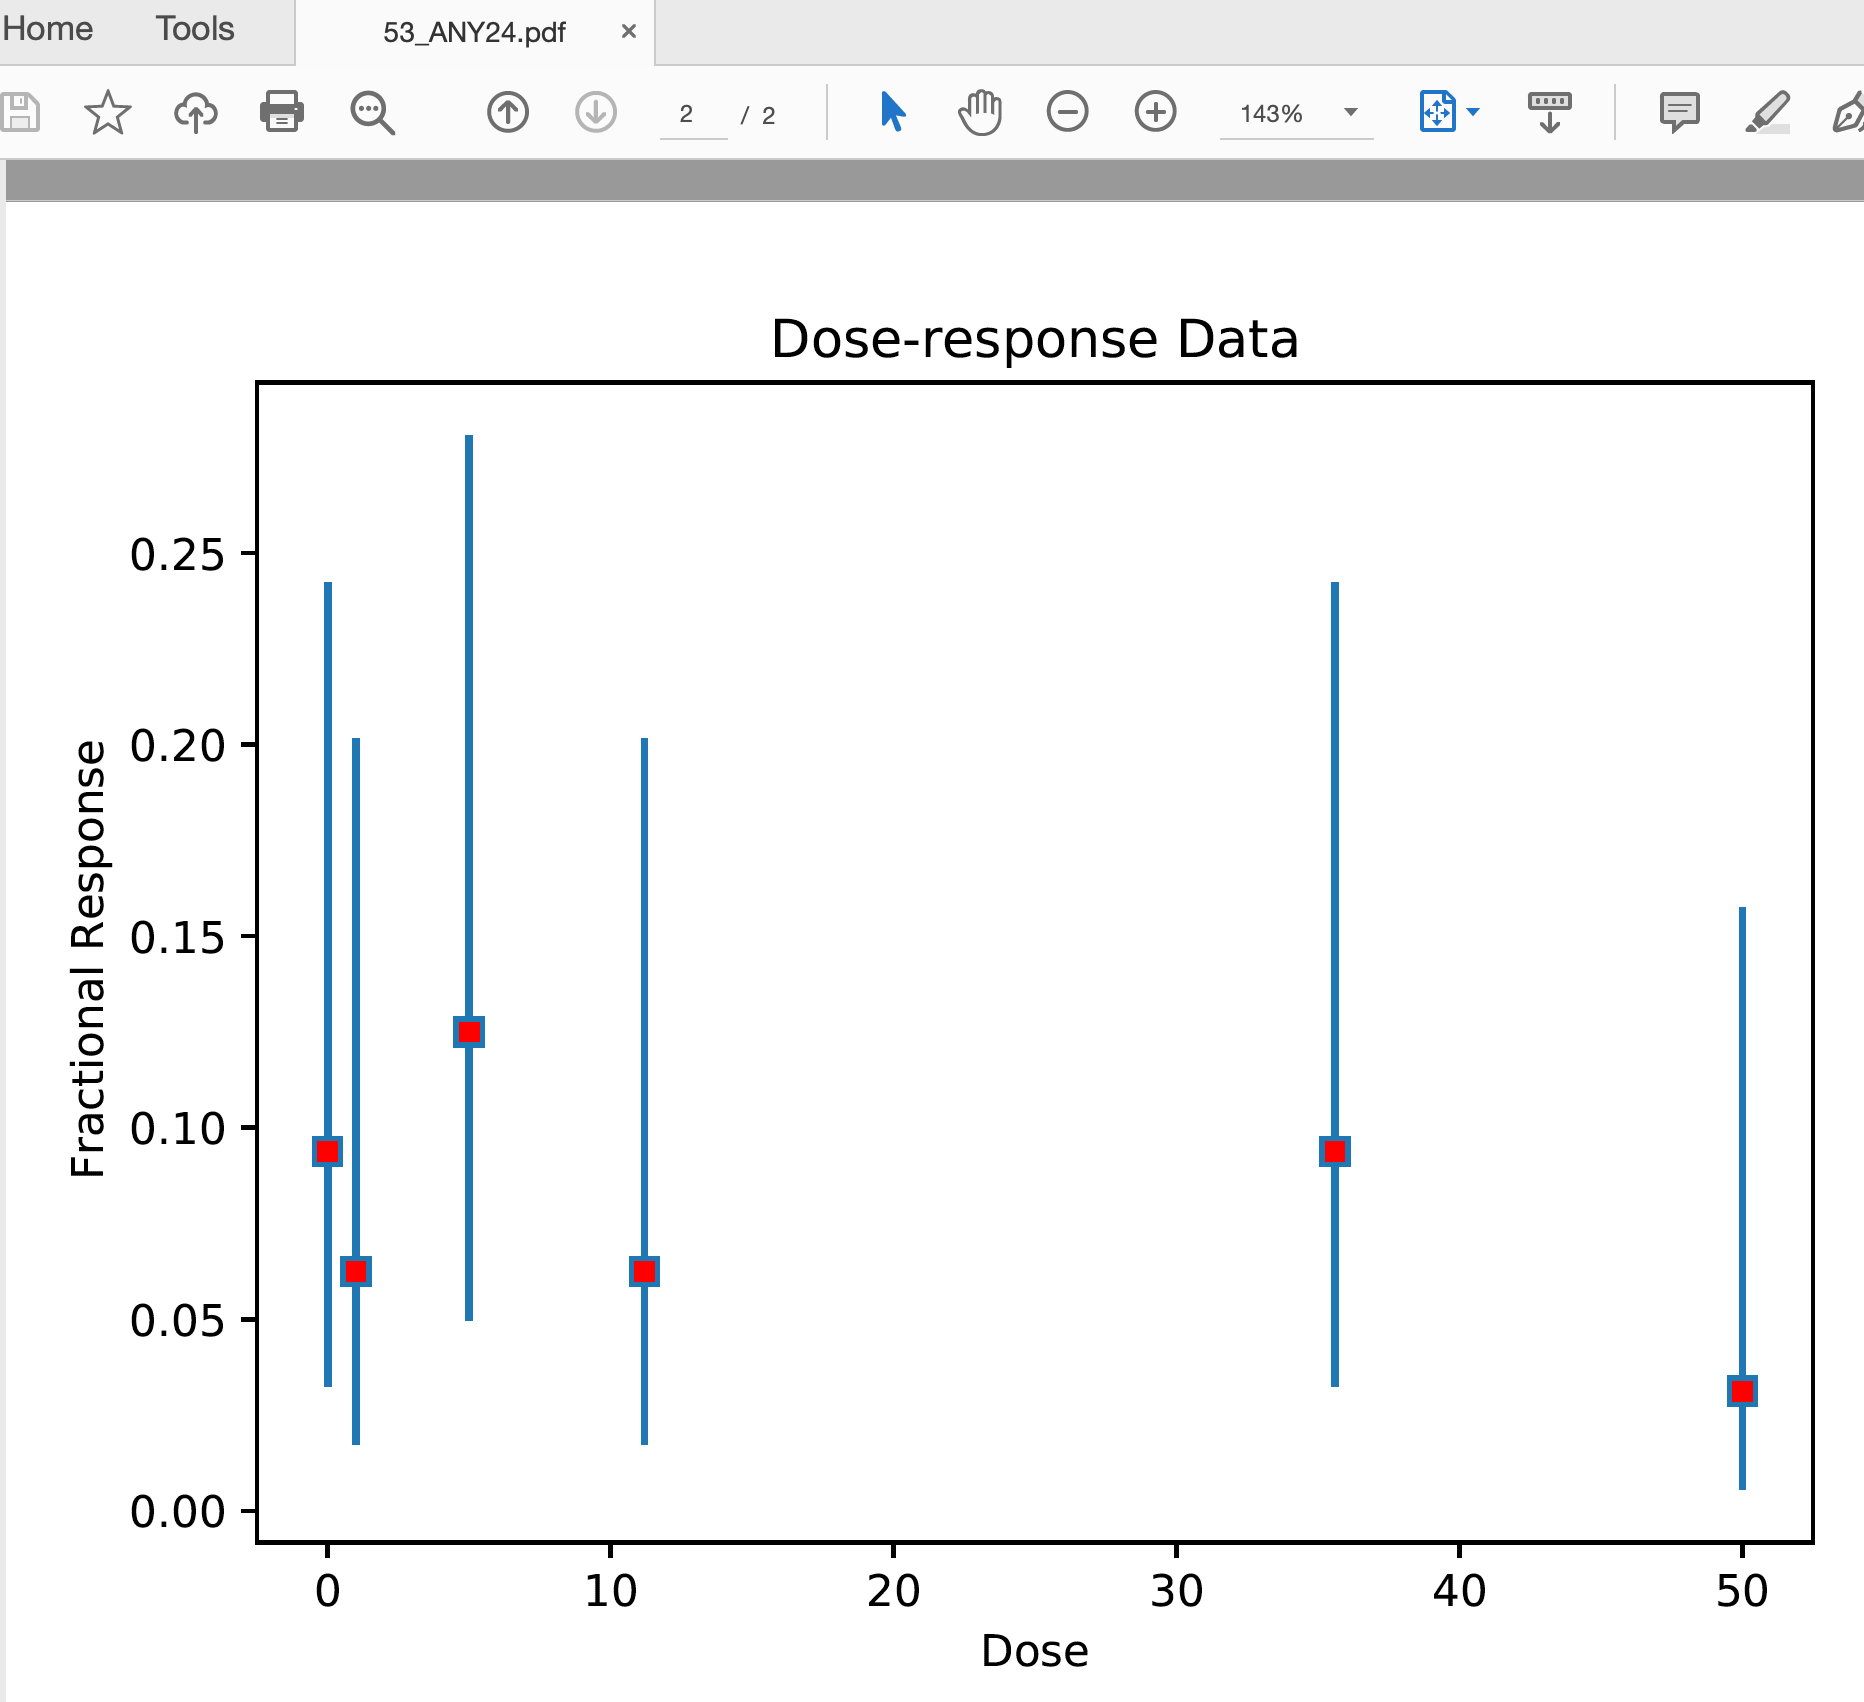 Home Tools 53_ANY24.pdf ×
2 / 2 143%
Dose-response Data
Fractional Response
0.25
0.20
0.15
0.10
0.05
0.00
0 10 20 30 40 50
Dose